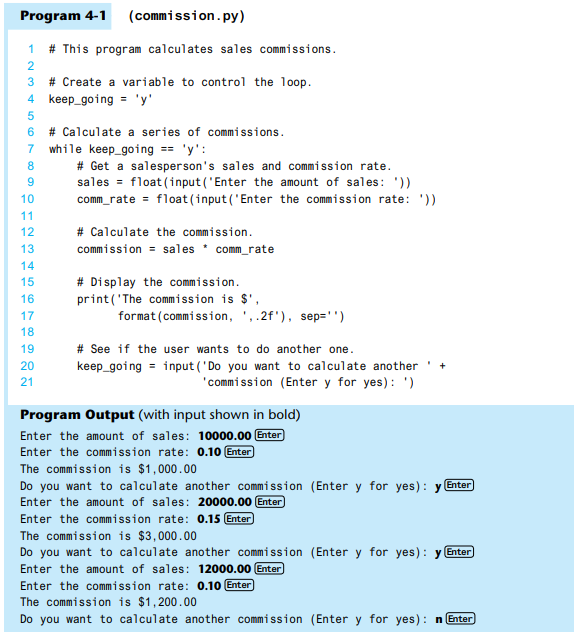 Program 4-1 (commission.py)
1 # This program calculates sales commissions.
2
3 # Create a variable to control the loop.
4 keep_going = 'y'
5
6 # Calculate a series of commissions.
7 while keep_going == 'y':
8 # Get a salesperson's sales and commission rate.
9 sales = float(input('Enter the amount of sales: '))
10 comm_rate = float(input('Enter the commission rate: '))
11
12 # Calculate the commission.
13 commission = sales * comm_rate
14
15 # Display the commission.
16 print('The commission is $',
17 format(commission, ',.2f'), sep='')
18
19 # See if the user wants to do another one.
20 keep_going = input('Do you want to calculate another ' +
21 'commission (Enter y for yes): ')
Program Output (with input shown in bold)
Enter the amount of sales: 10000.00 Enter
Enter the commission rate: 0.10 Enter
The commission is $1,000.00
Do you want to calculate another commission (Enter y for yes): y Enter
Enter the amount of sales: 20000.00 Enter
Enter the commission rate: 0.15 Enter
The commission is $3,000.00
Do you want to calculate another commission (Enter y for yes): y Enter
Enter the amount of sales: 12000.00 Enter
Enter the commission rate: 0.10 Enter
The commission is $1,200.00
Do you want to calculate another commission (Enter y for yes): n Enter